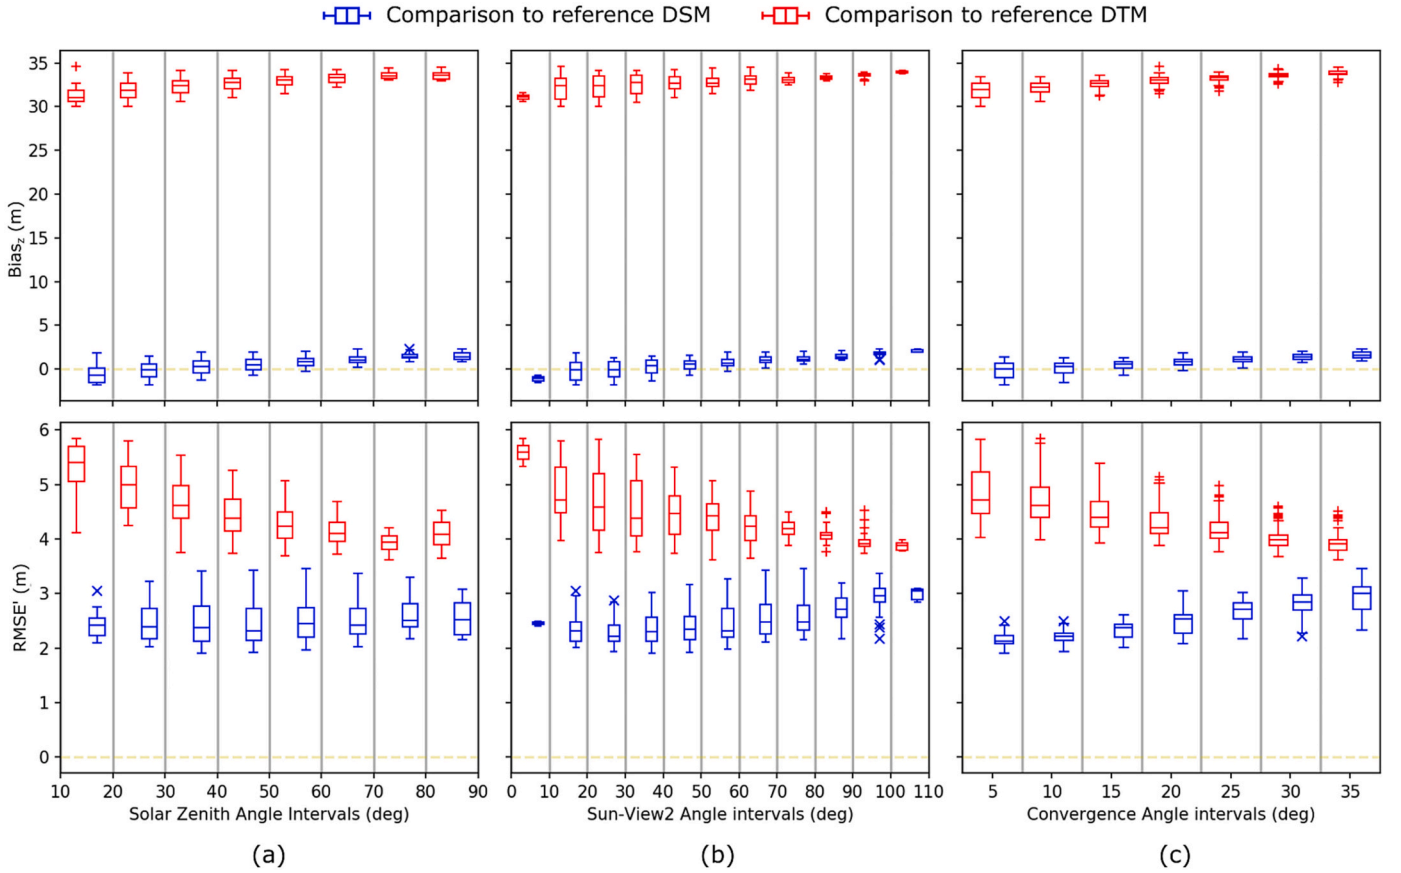 Comparison to reference DSM Comparison to reference DTM
35
30
25
20
15
10
5
0
Bias_z (m)
6
5
4
3
2
1
0
RMSE' (m)
10 20 30 40 50 60 70 80 90
0 10 20 30 40 50 60 70 80 90 100 110
5 10 15 20 25 30 35
Solar Zenith Angle Intervals (deg)
Sun-View2 Angle intervals (deg)
Convergence Angle intervals (deg)
(a)
(b)
(c)